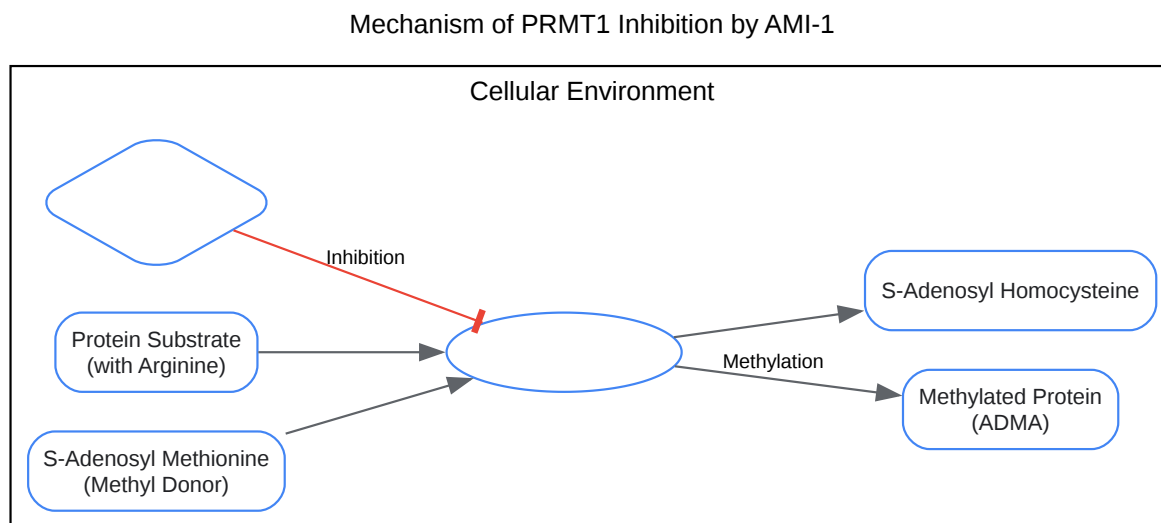 Mechanism of PRMT1 Inhibition by AMI-1
Cellular Environment
Inhibition
Protein Substrate
(with Arginine)
S-Adenosyl Methionine
(Methyl Donor)
S-Adenosyl Homocysteine
Methylation
Methylated Protein
(ADMA)